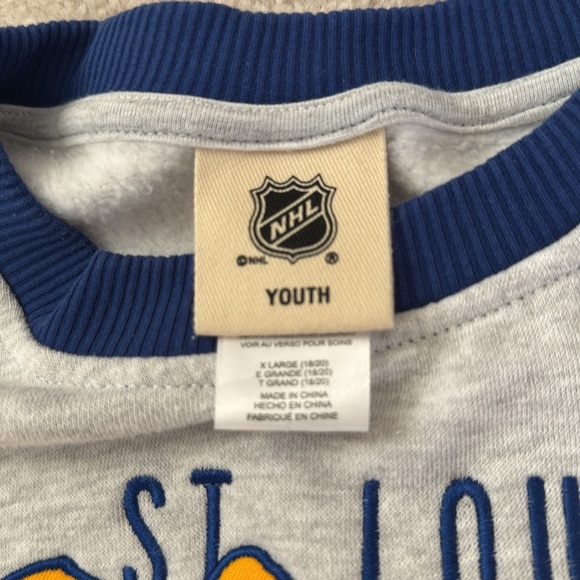 NHL
©NHL ®
YOUTH
VOIR AU VERSO POUR SOINS
X LARGE (18/20)
E GRANDE (18/20)
T GRAND (18/20)
MADE IN CHINA
HECHO EN CHINA
FABRIQUÉ EN CHINE
ST LOU